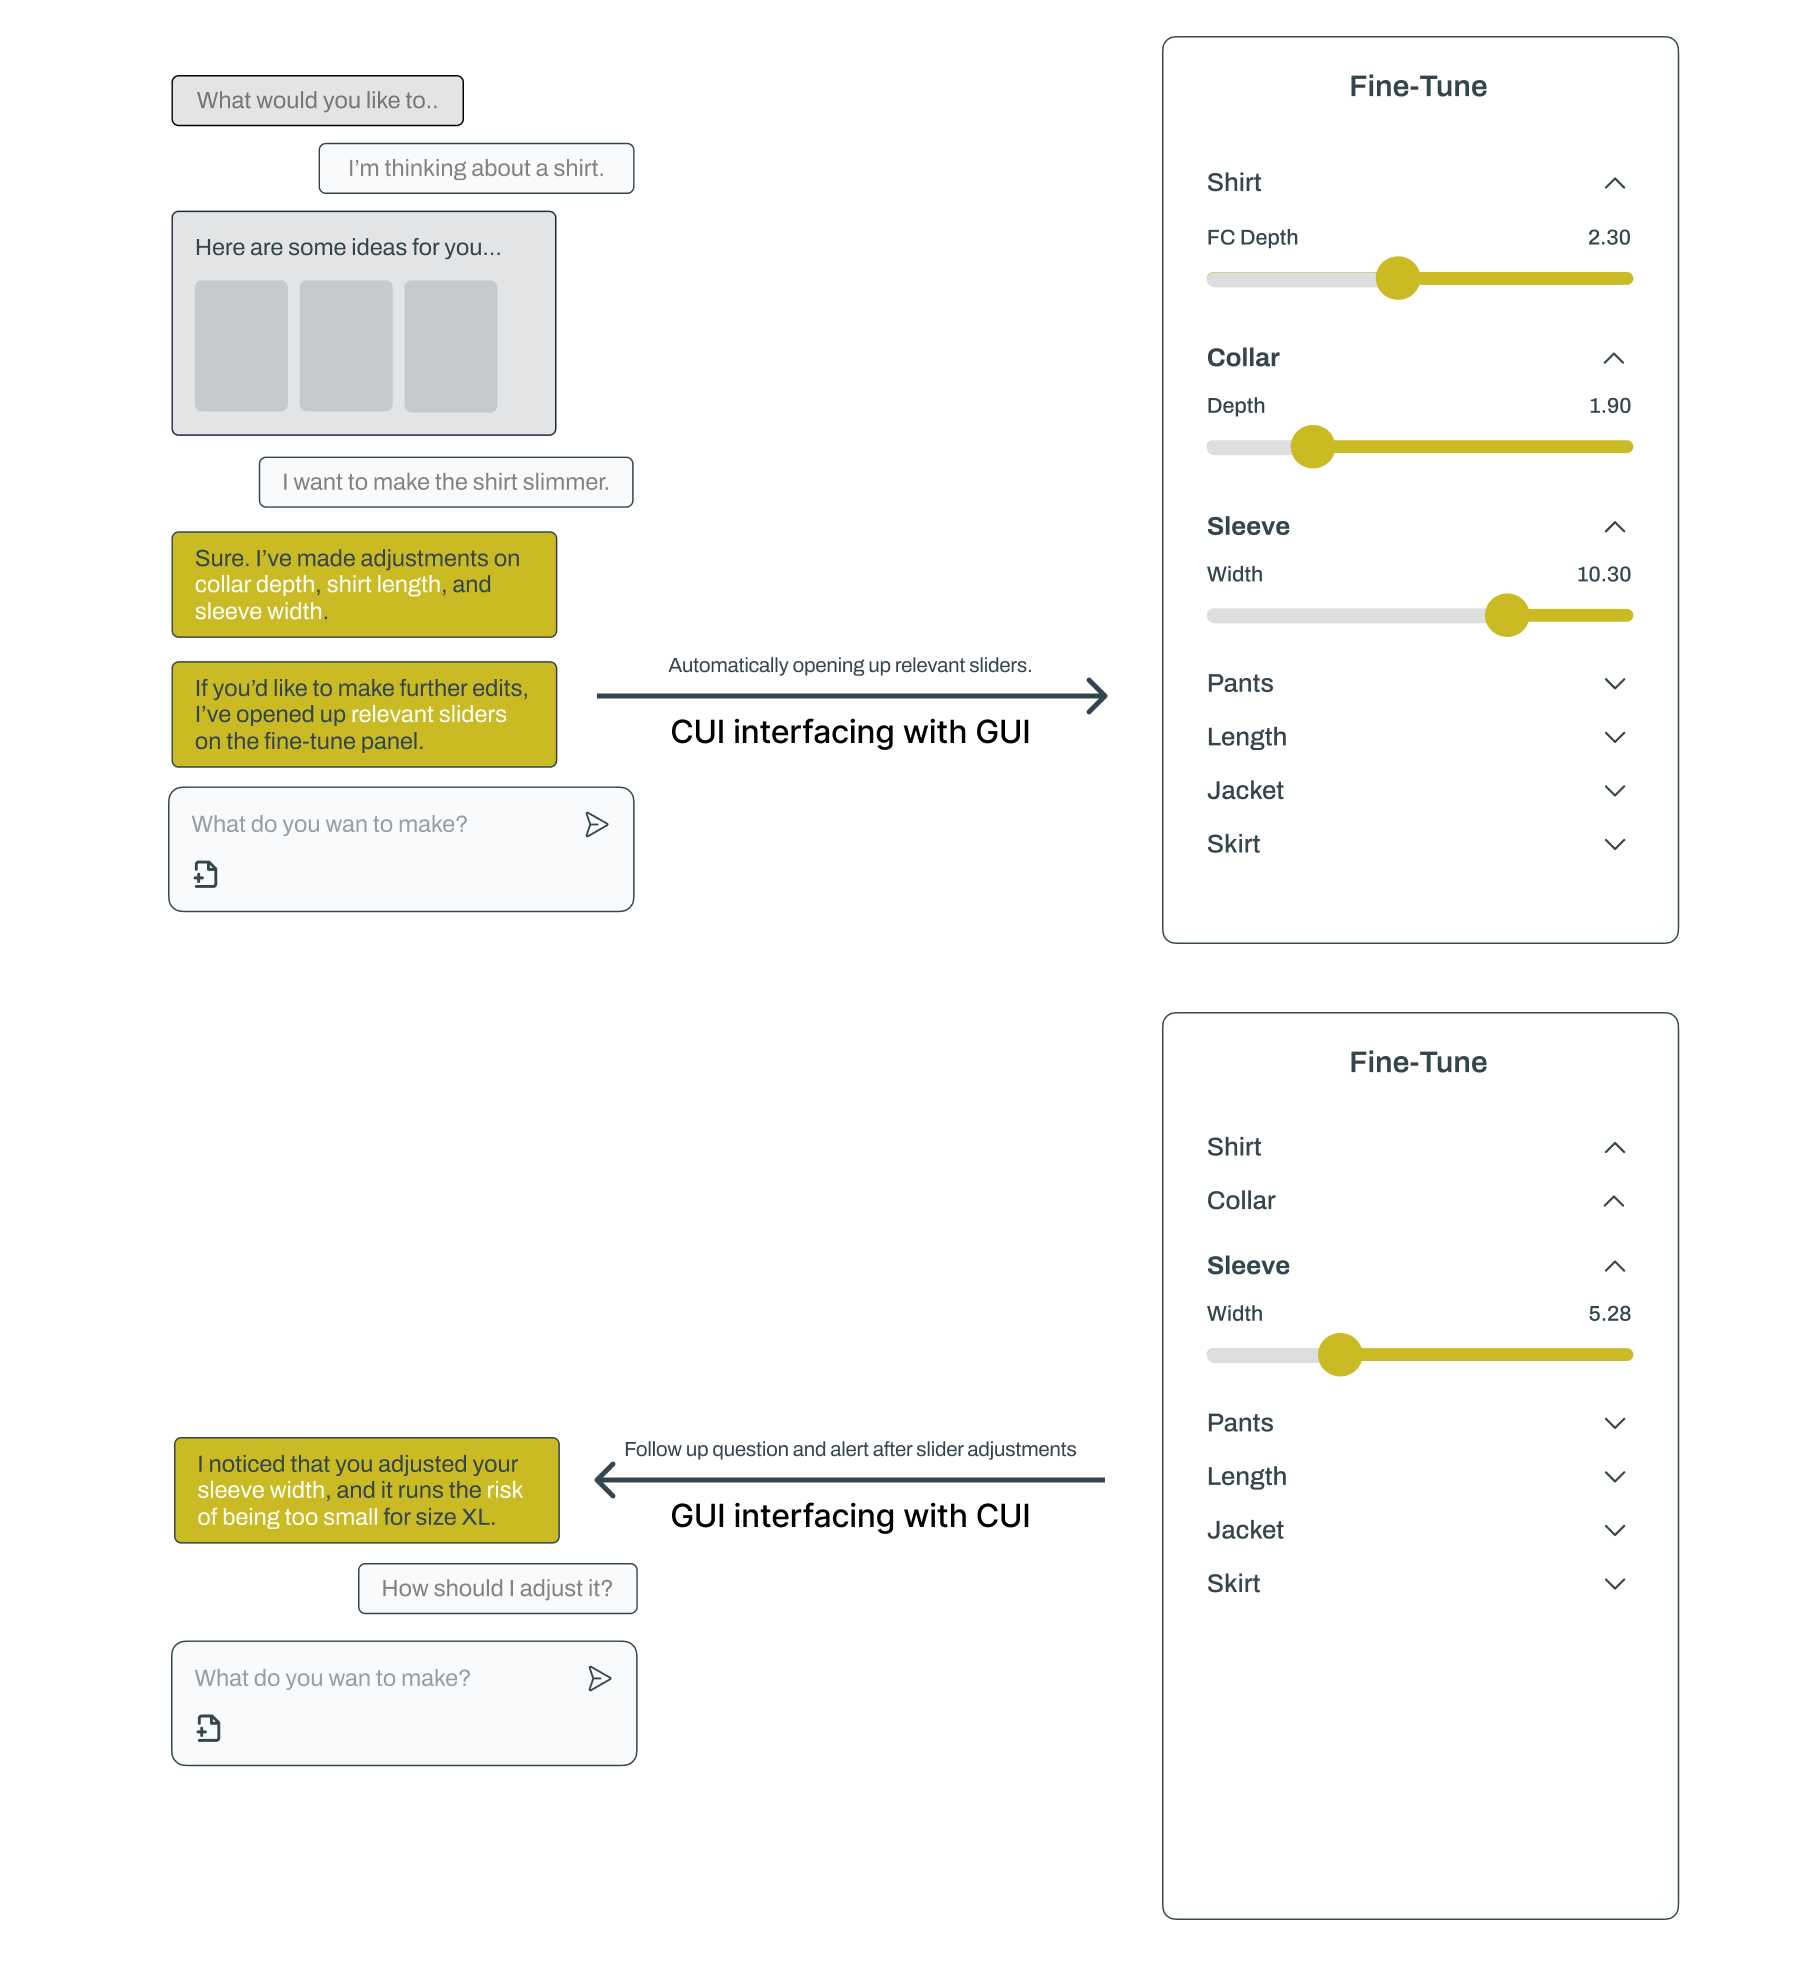 What would you like to..
I'm thinking about a shirt.
Here are some ideas for you...
I want to make the shirt slimmer.
Sure. I've made adjustments on
collar depth, shirt length, and
sleeve width.
If you'd like to make further edits,
I've opened up relevant sliders
on the fine-tune panel.
What do you wan to make?
Automatically opening up relevant sliders.
CUI interfacing with GUI
Fine-Tune
Shirt
FC Depth 2.30
Collar
Depth 1.90
Sleeve
Width 10.30
Pants
Length
Jacket
Skirt
Fine-Tune
Shirt
Collar
Sleeve
Width 5.28
Pants
Length
Jacket
Skirt
Follow up question and alert after slider adjustments
GUI interfacing with CUI
I noticed that you adjusted your
sleeve width, and it runs the risk
of being too small for size XL.
How should I adjust it?
What do you wan to make?